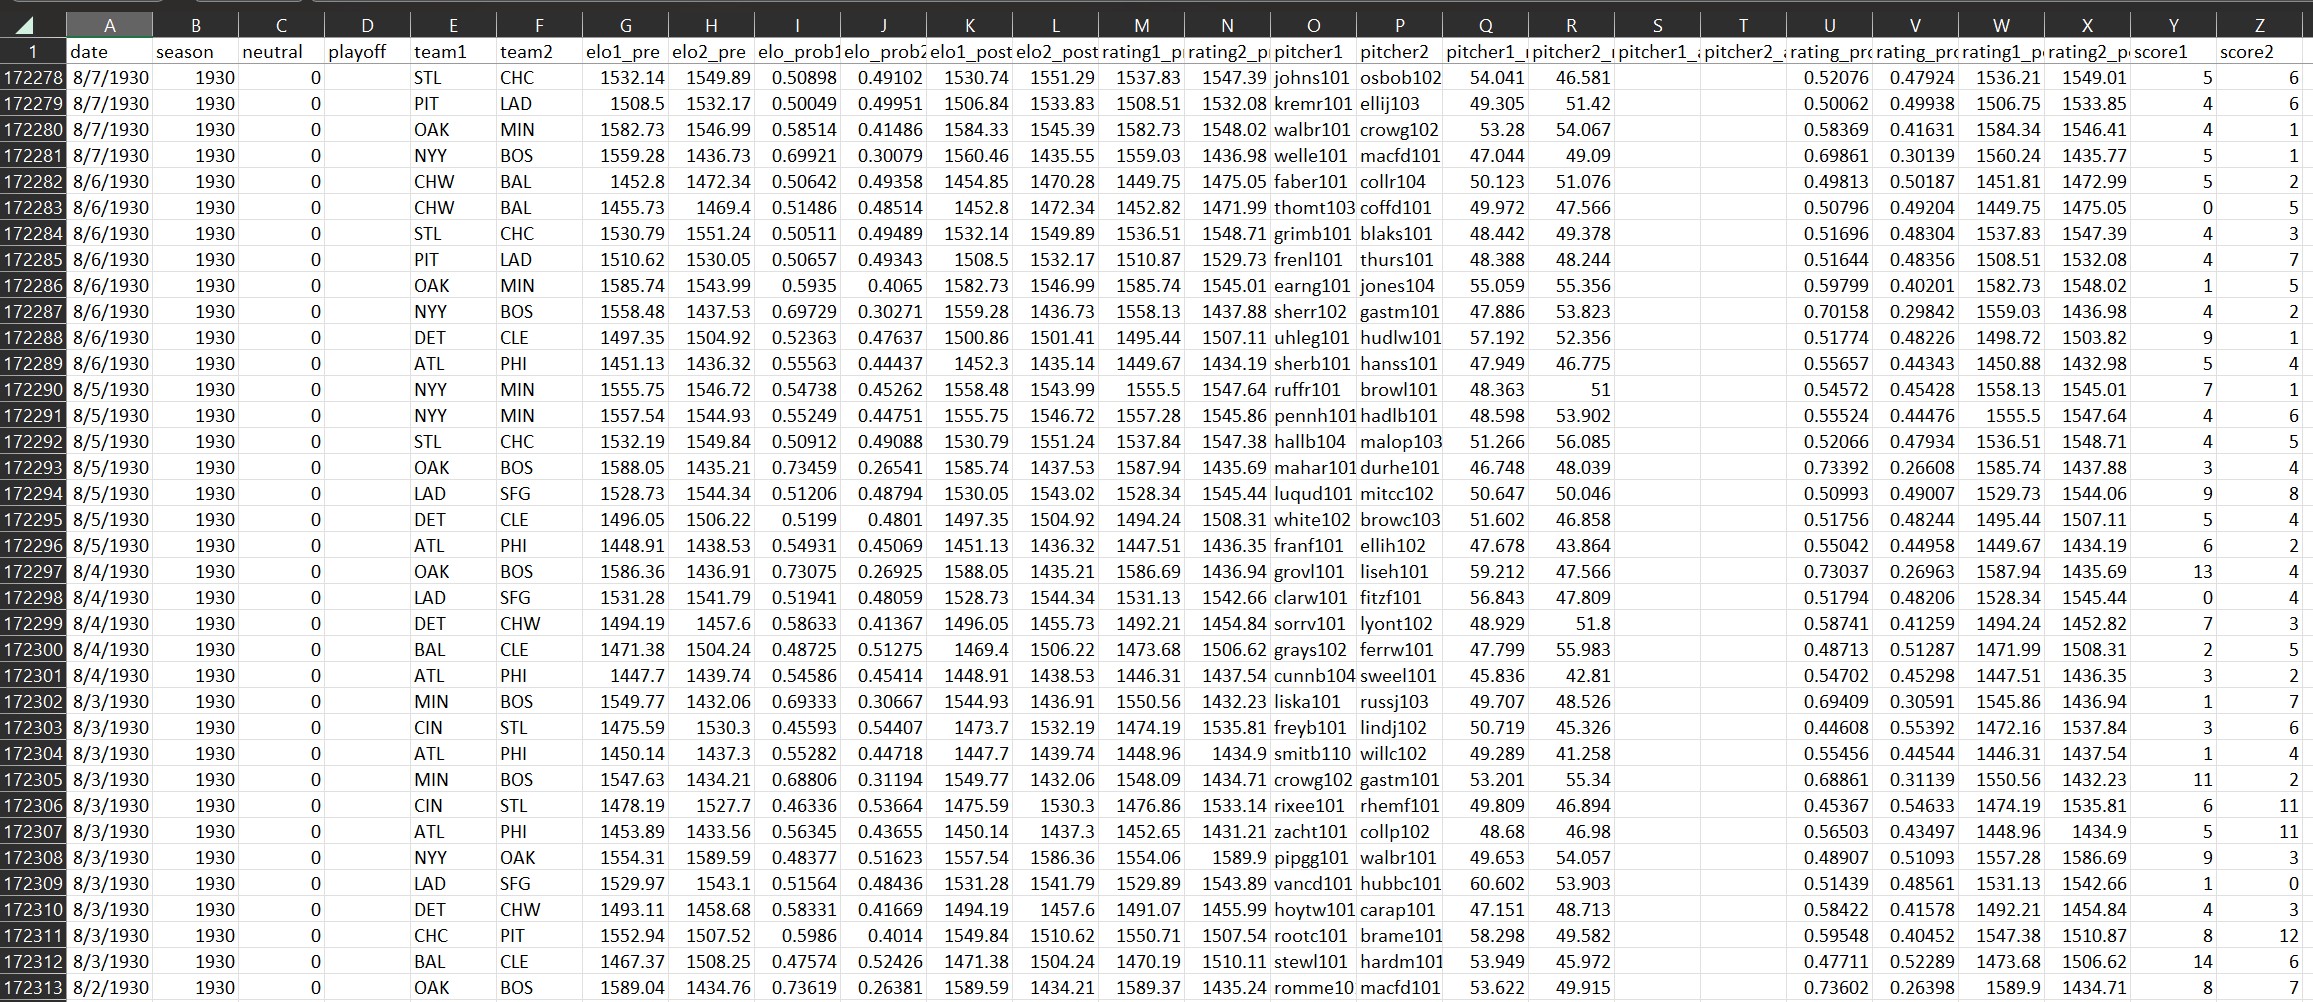 A B C D E F G H I J K L M N O P Q R S T U V W X Y Z
1 date season neutral playoff team1 team2 elo1_pre elo2_pre elo_prob1 elo_prob2 elo1_post elo2_post rating1_p rating2_p pitcher1 pitcher2 pitcher1_ pitcher2_ pitcher1_a pitcher2_a rating_pro rating_pro rating1_po rating2_po score1 score2
172278 8/7/1930 1930 0 STL CHC 1532.14 1549.89 0.50898 0.49102 1530.74 1551.29 1537.83 1547.39 johns101 osbob102 54.041 46.581 0.52076 0.47924 1536.21 1549.01 5 6
172279 8/7/1930 1930 0 PIT LAD 1508.5 1532.17 0.50049 0.49951 1506.84 1533.83 1508.51 1532.08 kremr101 ellij103 49.305 51.42 0.50062 0.49938 1506.75 1533.85 4 6
172280 8/7/1930 1930 0 OAK MIN 1582.73 1546.99 0.58514 0.41486 1584.33 1545.39 1582.73 1548.02 walbr101 crowg102 53.28 54.067 0.58369 0.41631 1584.34 1546.41 4 1
172281 8/7/1930 1930 0 NYY BOS 1559.28 1436.73 0.69921 0.30079 1560.46 1435.55 1559.03 1436.98 welle101 macfd101 47.044 49.09 0.69861 0.30139 1560.24 1435.77 5 1
172282 8/6/1930 1930 0 CHW BAL 1452.8 1472.34 0.50642 0.49358 1454.85 1470.28 1449.75 1475.05 faber101 collr104 50.123 51.076 0.49813 0.50187 1451.81 1472.99 5 2
172283 8/6/1930 1930 0 CHW BAL 1455.73 1469.4 0.51486 0.48514 1452.8 1472.34 1452.82 1471.99 thomt103 coffd101 49.972 47.566 0.50796 0.49204 1449.75 1475.05 0 5
172284 8/6/1930 1930 0 STL CHC 1530.79 1551.24 0.50511 0.49489 1532.14 1549.89 1536.51 1548.71 grimb101 blaks101 48.442 49.378 0.51696 0.48304 1537.83 1547.39 4 3
172285 8/6/1930 1930 0 PIT LAD 1510.62 1530.05 0.50657 0.49343 1508.5 1532.17 1510.87 1529.73 frenl101 thurs101 48.388 48.244 0.51644 0.48356 1508.51 1532.08 4 7
172286 8/6/1930 1930 0 OAK MIN 1585.74 1543.99 0.5935 0.4065 1582.73 1546.99 1585.74 1545.01 earng101 jones104 55.059 55.356 0.59799 0.40201 1582.73 1548.02 1 5
172287 8/6/1930 1930 0 NYY BOS 1558.48 1437.53 0.69729 0.30271 1559.28 1436.73 1558.13 1437.88 sherr102 gastm101 47.886 53.823 0.70158 0.29842 1559.03 1436.98 4 2
172288 8/6/1930 1930 0 DET CLE 1497.35 1504.92 0.52363 0.47637 1500.86 1501.41 1495.44 1507.11 uhleg101 hudlw101 57.192 52.356 0.51774 0.48226 1498.72 1503.82 9 1
172289 8/6/1930 1930 0 ATL PHI 1451.13 1436.32 0.55563 0.44437 1452.3 1435.14 1449.67 1434.19 sherb101 hanss101 47.949 46.775 0.55657 0.44343 1450.88 1432.98 5 4
172290 8/5/1930 1930 0 NYY MIN 1555.75 1546.72 0.54738 0.45262 1558.48 1543.99 1555.5 1547.64 ruffr101 browl101 48.363 51 0.54572 0.45428 1558.13 1545.01 7 1
172291 8/5/1930 1930 0 NYY MIN 1557.54 1544.93 0.55249 0.44751 1555.75 1546.72 1557.28 1545.86 pennh101 hadlb101 48.598 53.902 0.55524 0.44476 1555.5 1547.64 4 6
172292 8/5/1930 1930 0 STL CHC 1532.19 1549.84 0.50912 0.49088 1530.79 1551.24 1537.84 1547.38 hallb104 malop103 51.266 56.085 0.52066 0.47934 1536.51 1548.71 4 5
172293 8/5/1930 1930 0 OAK BOS 1588.05 1435.21 0.73459 0.26541 1585.74 1437.53 1587.94 1435.69 mahar101 durhe101 46.748 48.039 0.73392 0.26608 1585.74 1437.88 3 4
172294 8/5/1930 1930 0 LAD SFG 1528.73 1544.34 0.51206 0.48794 1530.05 1543.02 1528.34 1545.44 luqud101 mitcc102 50.647 50.046 0.50993 0.49007 1529.73 1544.06 9 8
172295 8/5/1930 1930 0 DET CLE 1496.05 1506.22 0.5199 0.4801 1497.35 1504.92 1494.24 1508.31 white102 browc103 51.602 46.858 0.51756 0.48244 1495.44 1507.11 5 4
172296 8/5/1930 1930 0 ATL PHI 1448.91 1438.53 0.54931 0.45069 1451.13 1436.32 1447.51 1436.35 franf101 ellih102 47.678 43.864 0.55042 0.44958 1449.67 1434.19 6 2
172297 8/4/1930 1930 0 OAK BOS 1586.36 1436.91 0.73075 0.26925 1588.05 1435.21 1586.69 1436.94 grovl101 liseh101 59.212 47.566 0.73037 0.26963 1587.94 1435.69 13 4
172298 8/4/1930 1930 0 LAD SFG 1531.28 1541.79 0.51941 0.48059 1528.73 1544.34 1531.13 1542.66 clarw101 fitzf101 56.843 47.809 0.51794 0.48206 1528.34 1545.44 0 4
172299 8/4/1930 1930 0 DET CHW 1494.19 1457.6 0.58633 0.41367 1496.05 1455.73 1492.21 1454.84 sorrv101 lyont102 48.929 51.8 0.58741 0.41259 1494.24 1452.82 7 3
172300 8/4/1930 1930 0 BAL CLE 1471.38 1504.24 0.48725 0.51275 1469.4 1506.22 1473.68 1506.62 grays102 ferrw101 47.799 55.983 0.48713 0.51287 1471.99 1508.31 2 5
172301 8/4/1930 1930 0 ATL PHI 1447.7 1439.74 0.54586 0.45414 1448.91 1438.53 1446.31 1437.54 cunnb104 sweel101 45.836 42.81 0.54702 0.45298 1447.51 1436.35 3 2
172302 8/3/1930 1930 0 MIN BOS 1549.77 1432.06 0.69333 0.30667 1544.93 1436.91 1550.56 1432.23 liska101 russj103 49.707 48.526 0.69409 0.30591 1545.86 1436.94 1 7
172303 8/3/1930 1930 0 CIN STL 1475.59 1530.3 0.45593 0.54407 1473.7 1532.19 1474.19 1535.81 freyb101 lindj102 50.719 45.326 0.44608 0.55392 1472.16 1537.84 3 6
172304 8/3/1930 1930 0 ATL PHI 1450.14 1437.3 0.55282 0.44718 1447.7 1439.74 1448.96 1434.9 smitb110 willc102 49.289 41.258 0.55456 0.44544 1446.31 1437.54 1 4
172305 8/3/1930 1930 0 MIN BOS 1547.63 1434.21 0.68806 0.31194 1549.77 1432.06 1548.09 1434.71 crowg102 gastm101 53.201 55.34 0.68861 0.31139 1550.56 1432.23 11 2
172306 8/3/1930 1930 0 CIN STL 1478.19 1527.7 0.46336 0.53664 1475.59 1530.3 1476.86 1533.14 rixee101 rhemf101 49.809 46.894 0.45367 0.54633 1474.19 1535.81 6 11
172307 8/3/1930 1930 0 ATL PHI 1453.89 1433.56 0.56345 0.43655 1450.14 1437.3 1452.65 1431.21 zacht101 collp102 48.68 46.98 0.56503 0.43497 1448.96 1434.9 5 11
172308 8/3/1930 1930 0 NYY OAK 1554.31 1589.59 0.48377 0.51623 1557.54 1586.36 1554.06 1589.9 pipgg101 walbr101 49.653 54.057 0.48907 0.51093 1557.28 1586.69 9 3
172309 8/3/1930 1930 0 LAD SFG 1529.97 1543.1 0.51564 0.48436 1531.28 1541.79 1529.89 1543.89 vancd101 hubbc101 60.602 53.903 0.51439 0.48561 1531.13 1542.66 1 0
172310 8/3/1930 1930 0 DET CHW 1493.11 1458.68 0.58331 0.41669 1494.19 1457.6 1491.07 1455.99 hoytw101 carap101 47.151 48.713 0.58422 0.41578 1492.21 1454.84 4 3
172311 8/3/1930 1930 0 CHC PIT 1552.94 1507.52 0.5986 0.4014 1549.84 1510.62 1550.71 1507.54 rootc101 brame101 58.298 49.582 0.59548 0.40452 1547.38 1510.87 8 12
172312 8/3/1930 1930 0 BAL CLE 1467.37 1508.25 0.47574 0.52426 1471.38 1504.24 1470.19 1510.11 stewl101 hardm101 53.949 45.972 0.47711 0.52289 1473.68 1506.62 14 6
172313 8/2/1930 1930 0 OAK BOS 1589.04 1434.76 0.73619 0.26381 1589.59 1434.21 1589.37 1435.24 romme10 macfd101 53.622 49.915 0.73602 0.26398 1589.9 1434.71 8 7